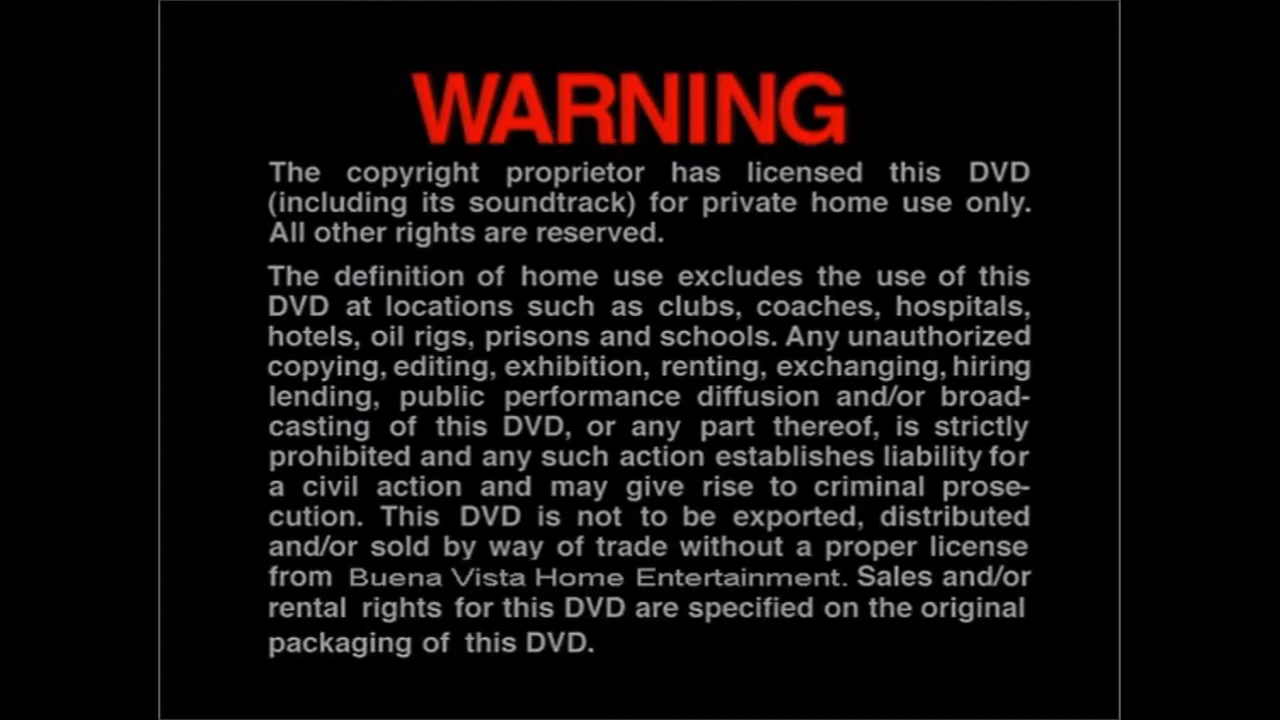 WARNING
The copyright proprietor has licensed this DVD
(including its soundtrack) for private home use only.
All other rights are reserved.
The definition of home use excludes the use of this
DVD at locations such as clubs, coaches, hospitals,
hotels, oil rigs, prisons and schools. Any unauthorized
copying, editing, exhibition, renting, exchanging, hiring
lending, public performance diffusion and/or broad-
casting of this DVD, or any part thereof, is strictly
prohibited and any such action establishes liability for
a civil action and may give rise to criminal prose-
cution. This DVD is not to be exported, distributed
and/or sold by way of trade without a proper license
from Buena Vista Home Entertainment. Sales and/or
rental rights for this DVD are specified on the original
packaging of this DVD.